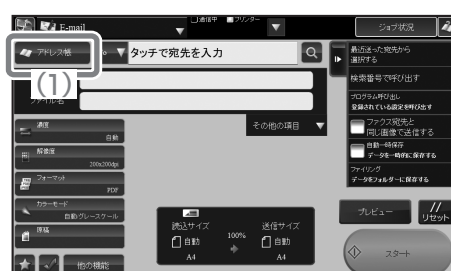 E-mail
通信中 プリンター
ジョブ状況
アドレス帳
タッチで宛先を入力
(1)
ファイル名
その他の項目
濃度
自動
解像度
200x200dpi
フォーマット
PDF
カラーモード
自動/グレースケール
原稿
他の機能
読込サイズ
自動
A4
100%
送信サイズ
自動
A4
最近送った宛先から
選択する
検索番号で呼び出す
プログラム呼び出し
登録されている設定を呼び出す
ファクス宛先と
同じ画像で送信する
自動一時保存
データを一時的に保存する
ファイリング
データをフォルダーに保存する
プレビュー
リセット
スタート